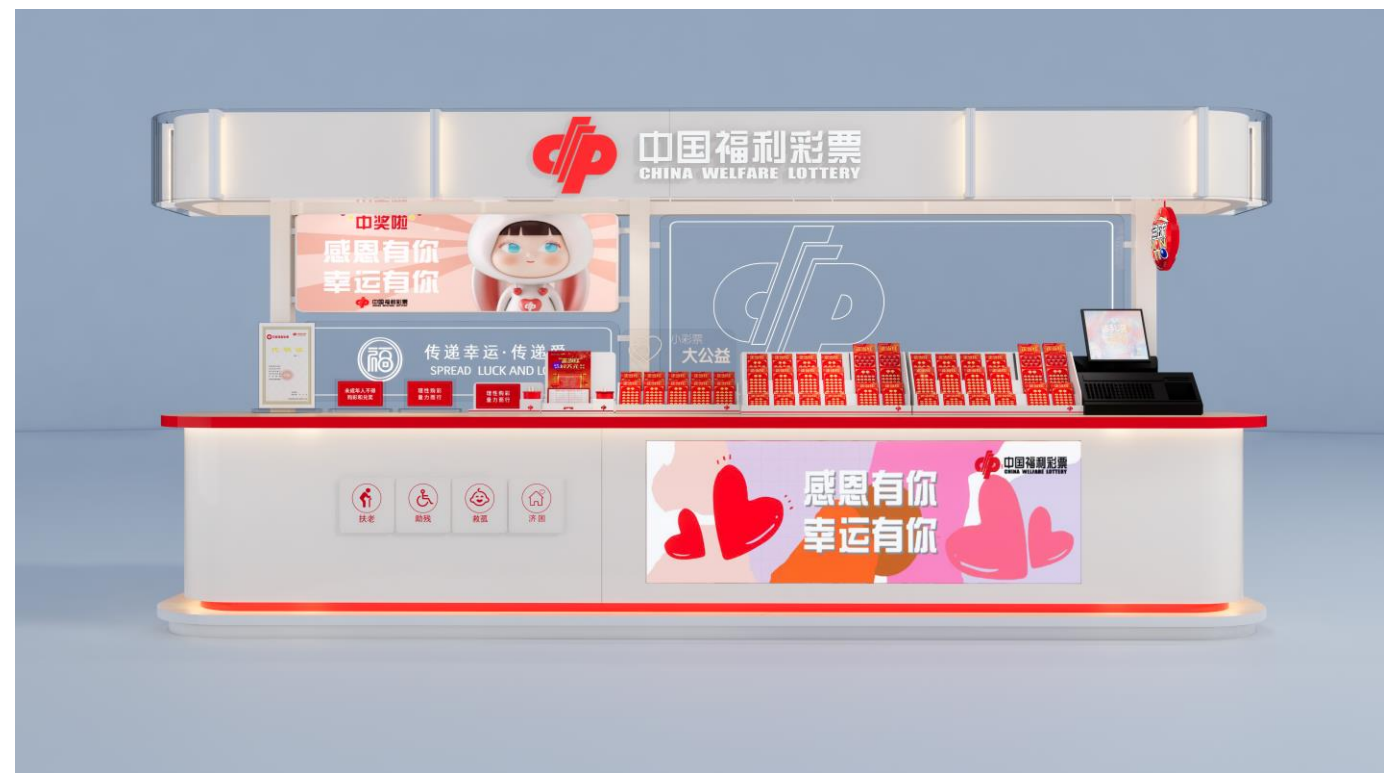 中国福利彩票
CHINA WELFARE LOTTERY
中奖啦
感恩有你
幸运有你
中国福利彩票
传递幸运·传递爱
SPREAD LUCK AND
小彩票
大公益
未成年人不得
购彩和兑奖
理性购彩
量力而行
理性购彩
量力而行
扶老
助残
救孤
济困
感恩有你
幸运有你
中国福利彩票
CHINA WELFARE LOTTERY